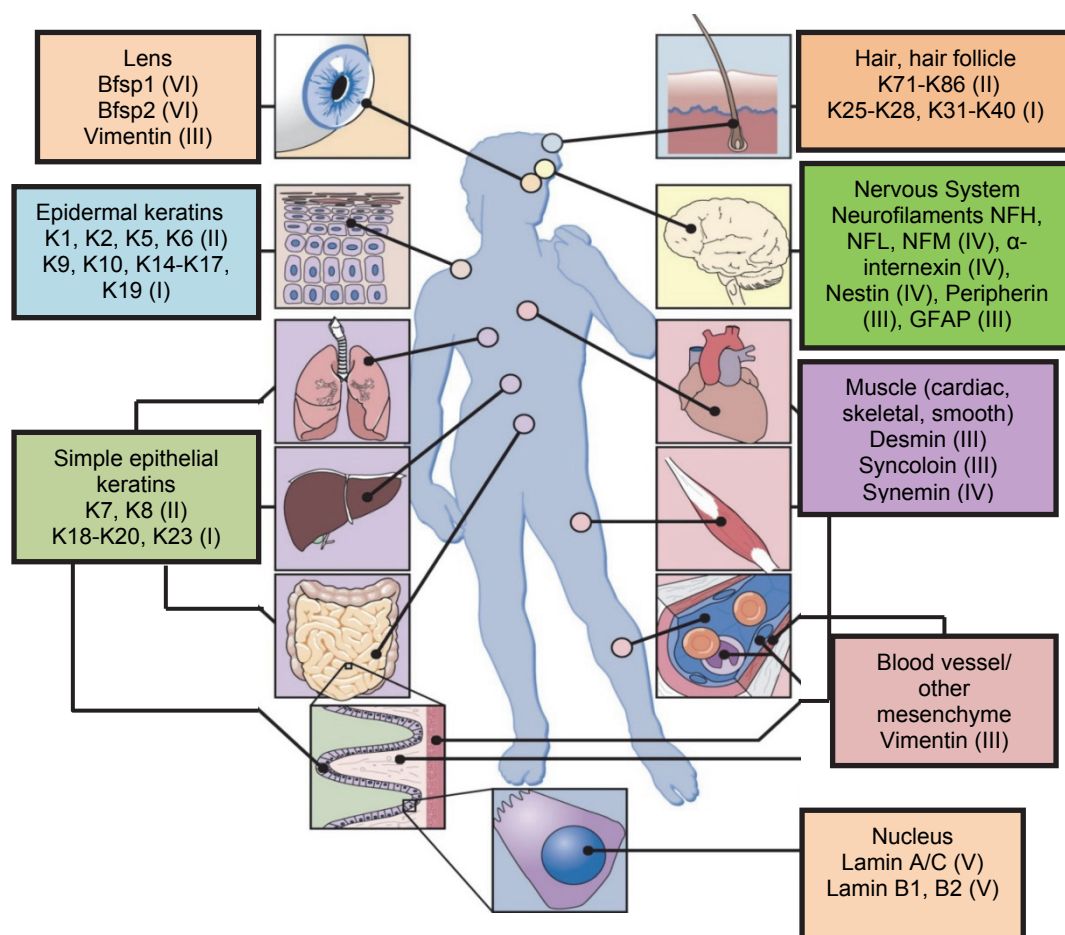 Lens
Bfsp1 (VI)
Bfsp2 (VI)
Vimentin (III)
Hair, hair follicle
K71-K86 (II)
K25-K28, K31-K40 (I)
Epidermal keratins
K1, K2, K5, K6 (II)
K9, K10, K14-K17,
K19 (I)
Nervous System
Neurofilaments NFH,
NFL, NFM (IV), α-
internexin (IV),
Nestin (IV), Peripherin
(III), GFAP (III)
Muscle (cardiac,
skeletal, smooth)
Desmin (III)
Syncoloin (III)
Synemin (IV)
Simple epithelial
keratins
K7, K8 (II)
K18-K20, K23 (I)
Blood vessel/
other
mesenchyme
Vimentin (III)
Nucleus
Lamin A/C (V)
Lamin B1, B2 (V)